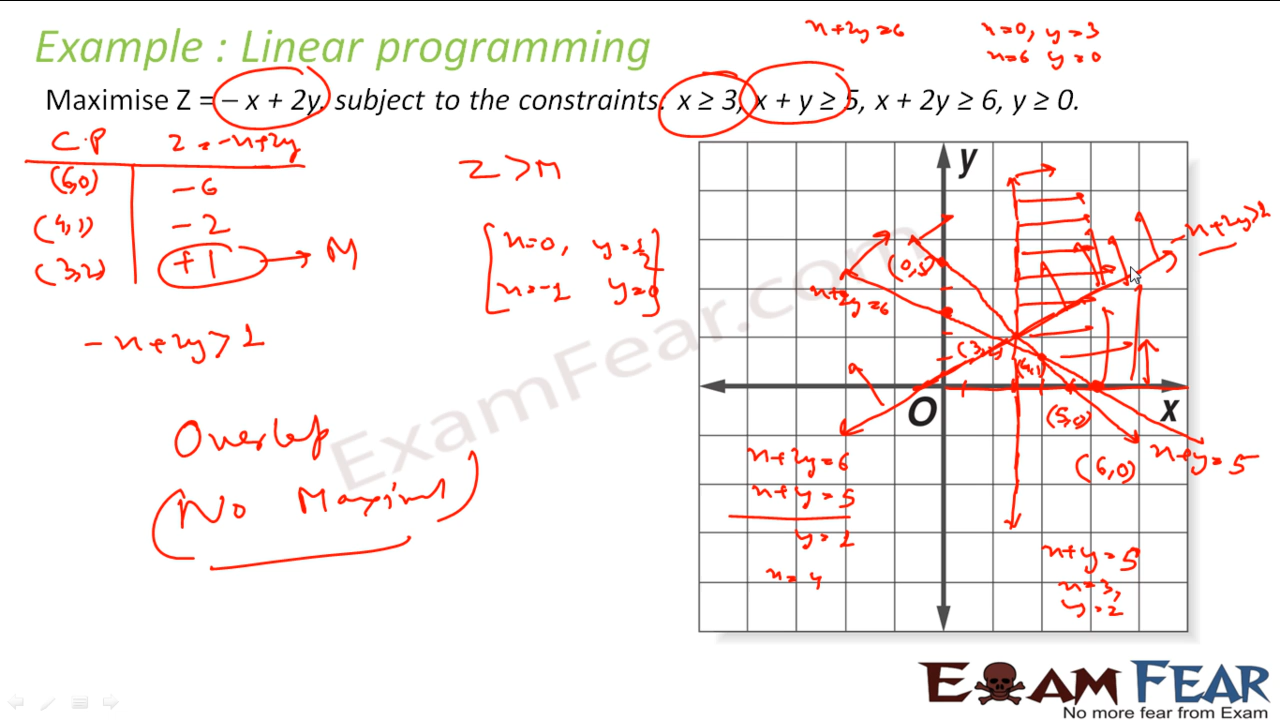 Example : Linear programming
x+2y=6
x=0, y=3
x=6 y=0
Maximise Z = – x + 2y, subject to the constraints: x ≥ 3, x + y ≥ 5, x + 2y ≥ 6, y ≥ 0.
C.P Z = -x+2y
(6,0) -6
(4,1) -2
(3,2) +1 → M
Z > M
x=0, y=½
x=-1 y=0
-x+2y>1
Overlap
(No Maximum)
y
-x+2y>1
(0,5)
x+2y=6
(3,2)
(4,1)
O
x
(5,0)
(6,0)
x+y=5
x+2y=6
x+y=5
y=1
x=4
x+y=5
x=3,
y=2
ExamFear.com
EXAM FEAR
No more fear from Exam